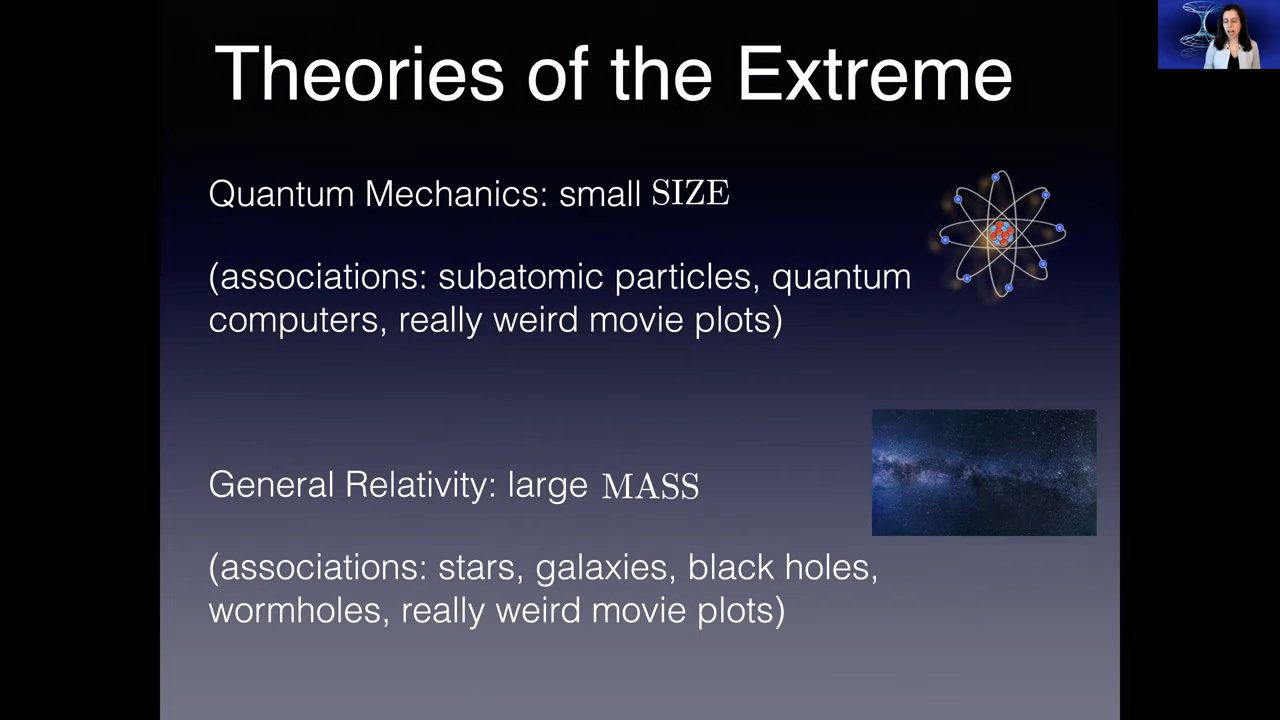 Theories of the Extreme
Quantum Mechanics: small SIZE
(associations: subatomic particles, quantum
computers, really weird movie plots)
General Relativity: large MASS
(associations: stars, galaxies, black holes,
wormholes, really weird movie plots)